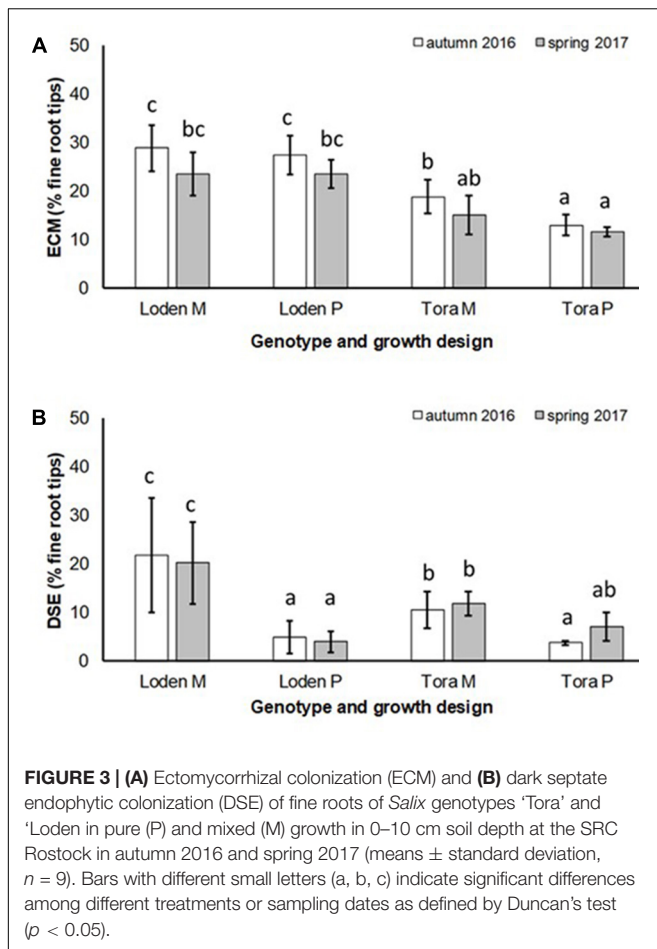 A
50
40
30
20
10
0
ECM (% fine root tips)
autumn 2016 spring 2017
c bc c bc b ab a a
Loden M Loden P Tora M Tora P
Genotype and growth design
B
50
40
30
20
10
0
DSE (% fine root tips)
autumn 2016 spring 2017
c c a a b b a ab
Loden M Loden P Tora M Tora P
Genotype and growth design
FIGURE 3 | (A) Ectomycorrhizal colonization (ECM) and (B) dark septate
endophytic colonization (DSE) of fine roots of Salix genotypes ‘Tora’ and
‘Loden in pure (P) and mixed (M) growth in 0–10 cm soil depth at the SRC
Rostock in autumn 2016 and spring 2017 (means ± standard deviation,
n = 9). Bars with different small letters (a, b, c) indicate significant differences
among different treatments or sampling dates as defined by Duncan’s test
(p < 0.05).